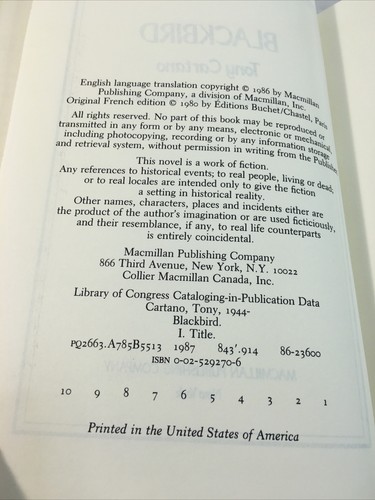 BLACKBIRD
Tony Cartano
English language translation copyright © 1986 by Macmillan
Publishing Company, a division of Macmillan, Inc.
Original French edition © 1980 by Éditions Buchet/Chastel, Paris
All rights reserved. No part of this book may be reproduced or
transmitted in any form or by any means, electronic or mechanical,
including photocopying, recording or by any information storage
and retrieval system, without permission in writing from the Publisher.
This novel is a work of fiction.
Any references to historical events; to real people, living or dead;
or to real locales are intended only to give the fiction
a setting in historical reality.
Other names, characters, places and incidents either are
the product of the author's imagination or are used ficticiously,
and their resemblance, if any, to real life counterparts
is entirely coincidental.
Macmillan Publishing Company
866 Third Avenue, New York, N.Y. 10022
Collier Macmillan Canada, Inc.
Library of Congress Cataloging-in-Publication Data
Cartano, Tony, 1944-
Blackbird.
I. Title.
PQ2663.A785B5513 1987 843'.914 86-23600
ISBN 0-02-529270-6
MACMILLAN PUBLISHING COMPANY
10 9 8 7 6 5 4 3 2 1
Printed in the United States of America